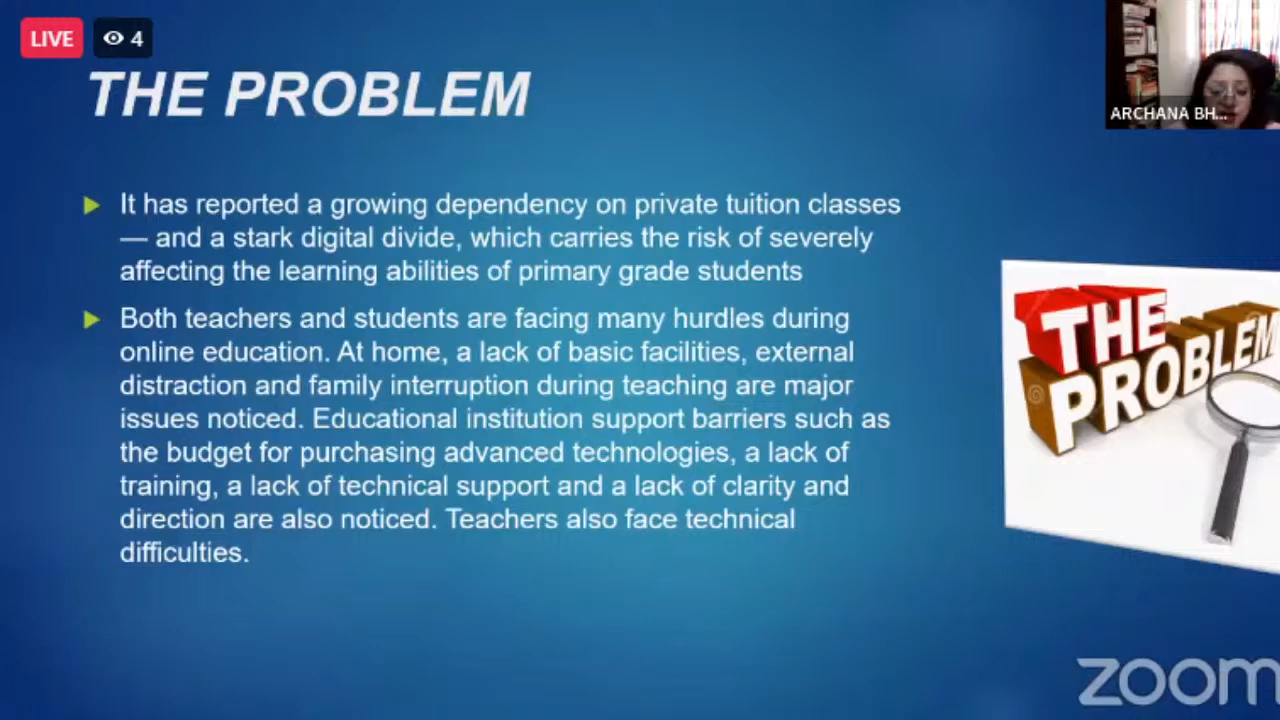 LIVE
4
THE PROBLEM
ARCHANA BH...
It has reported a growing dependency on private tuition classes
— and a stark digital divide, which carries the risk of severely
affecting the learning abilities of primary grade students
Both teachers and students are facing many hurdles during
online education. At home, a lack of basic facilities, external
distraction and family interruption during teaching are major
issues noticed. Educational institution support barriers such as
the budget for purchasing advanced technologies, a lack of
training, a lack of technical support and a lack of clarity and
direction are also noticed. Teachers also face technical
difficulties.
THE
PROBLEM
zoom